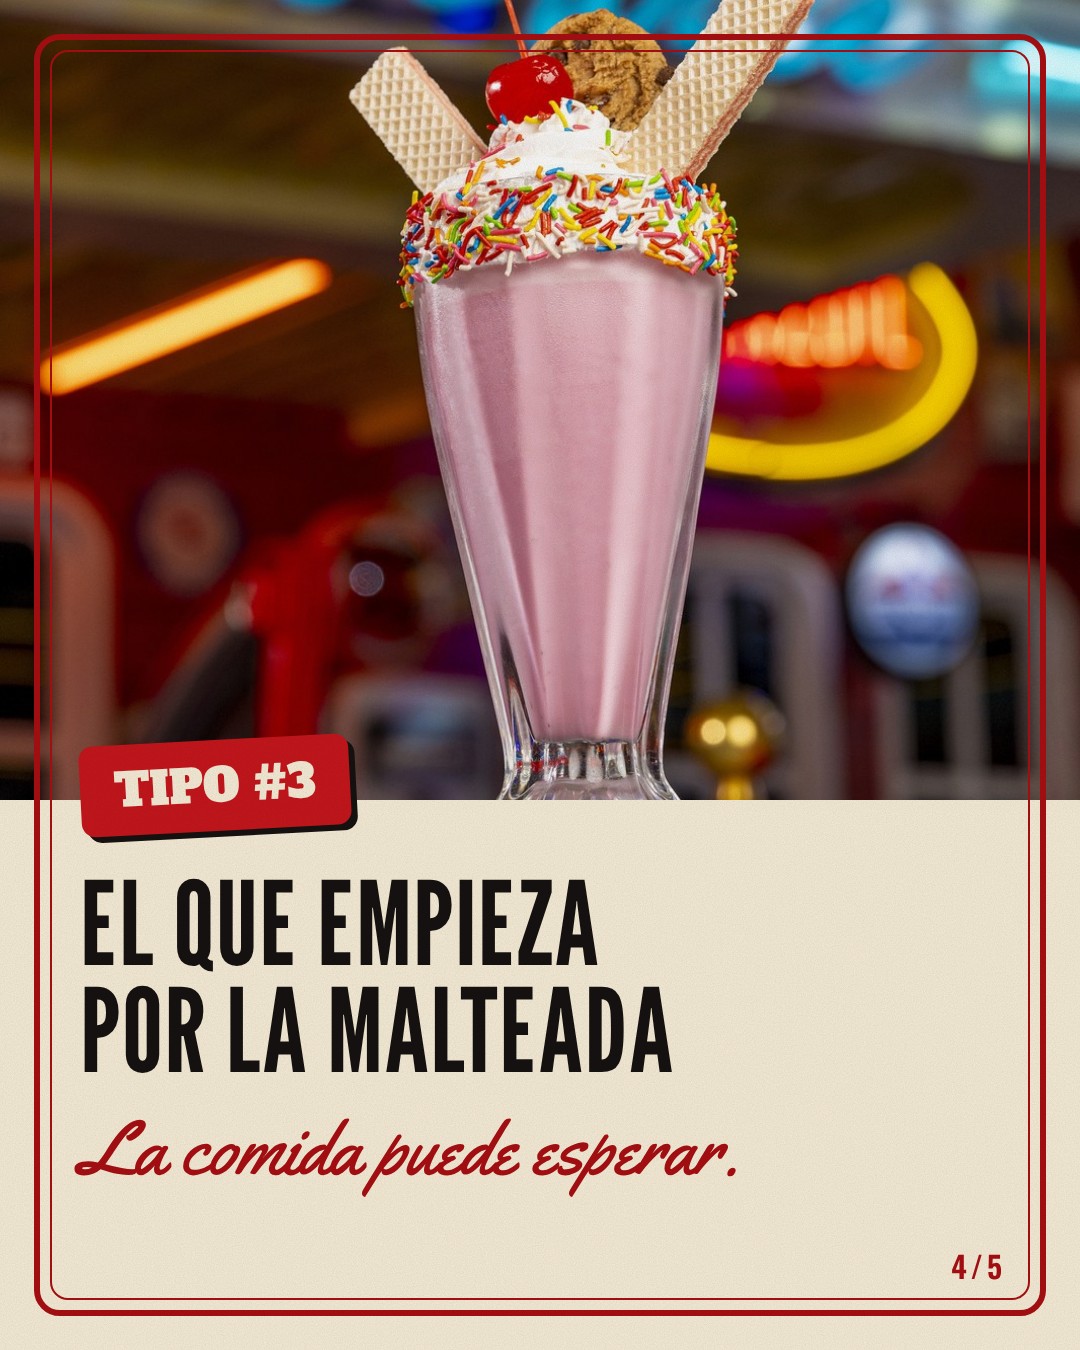 TIPO #3
EL QUE EMPIEZA
POR LA MALTEADA
La comida puede esperar.
4/5